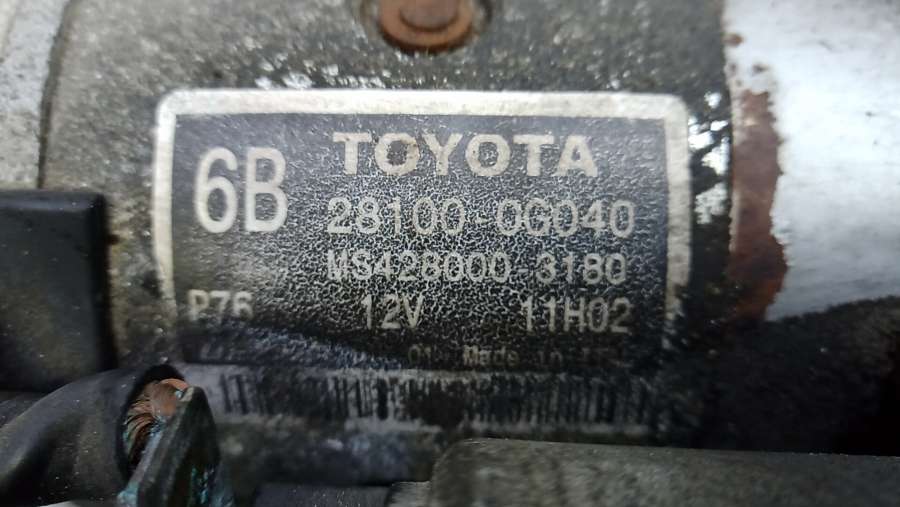 TOYOTA
6B
28100-0G040
MS428000-3180
P76 12V 11H02
Made in